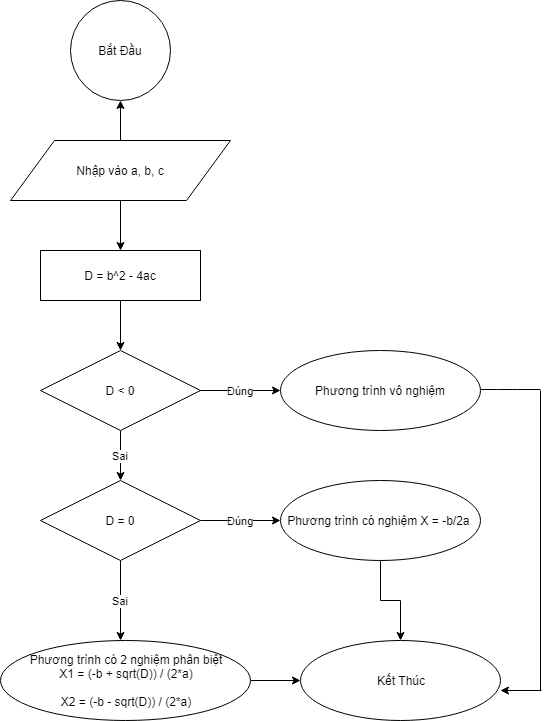 Bắt Đầu
Nhập vào a, b, c
D = b^2 - 4ac
D < 0
Đúng
Phương trình vô nghiệm
Sai
D = 0
Đúng
Phương trình có nghiệm X = -b/2a
Sai
Phương trình có 2 nghiệm phân biệt
X1 = (-b + sqrt(D)) / (2*a)
X2 = (-b - sqrt(D)) / (2*a)
Kết Thúc